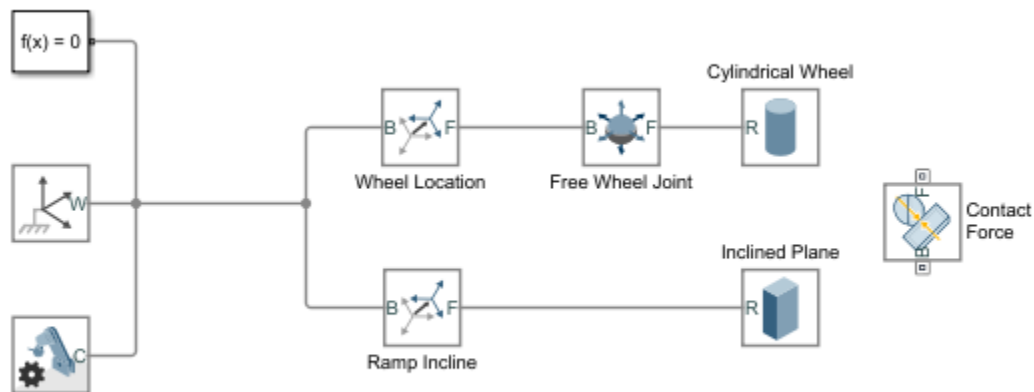 f(x) = 0
Cylindrical Wheel
B F
B F
R
Wheel Location
Free Wheel Joint
W
F
Contact
Force
B
Inclined Plane
B F
R
Ramp Incline
C